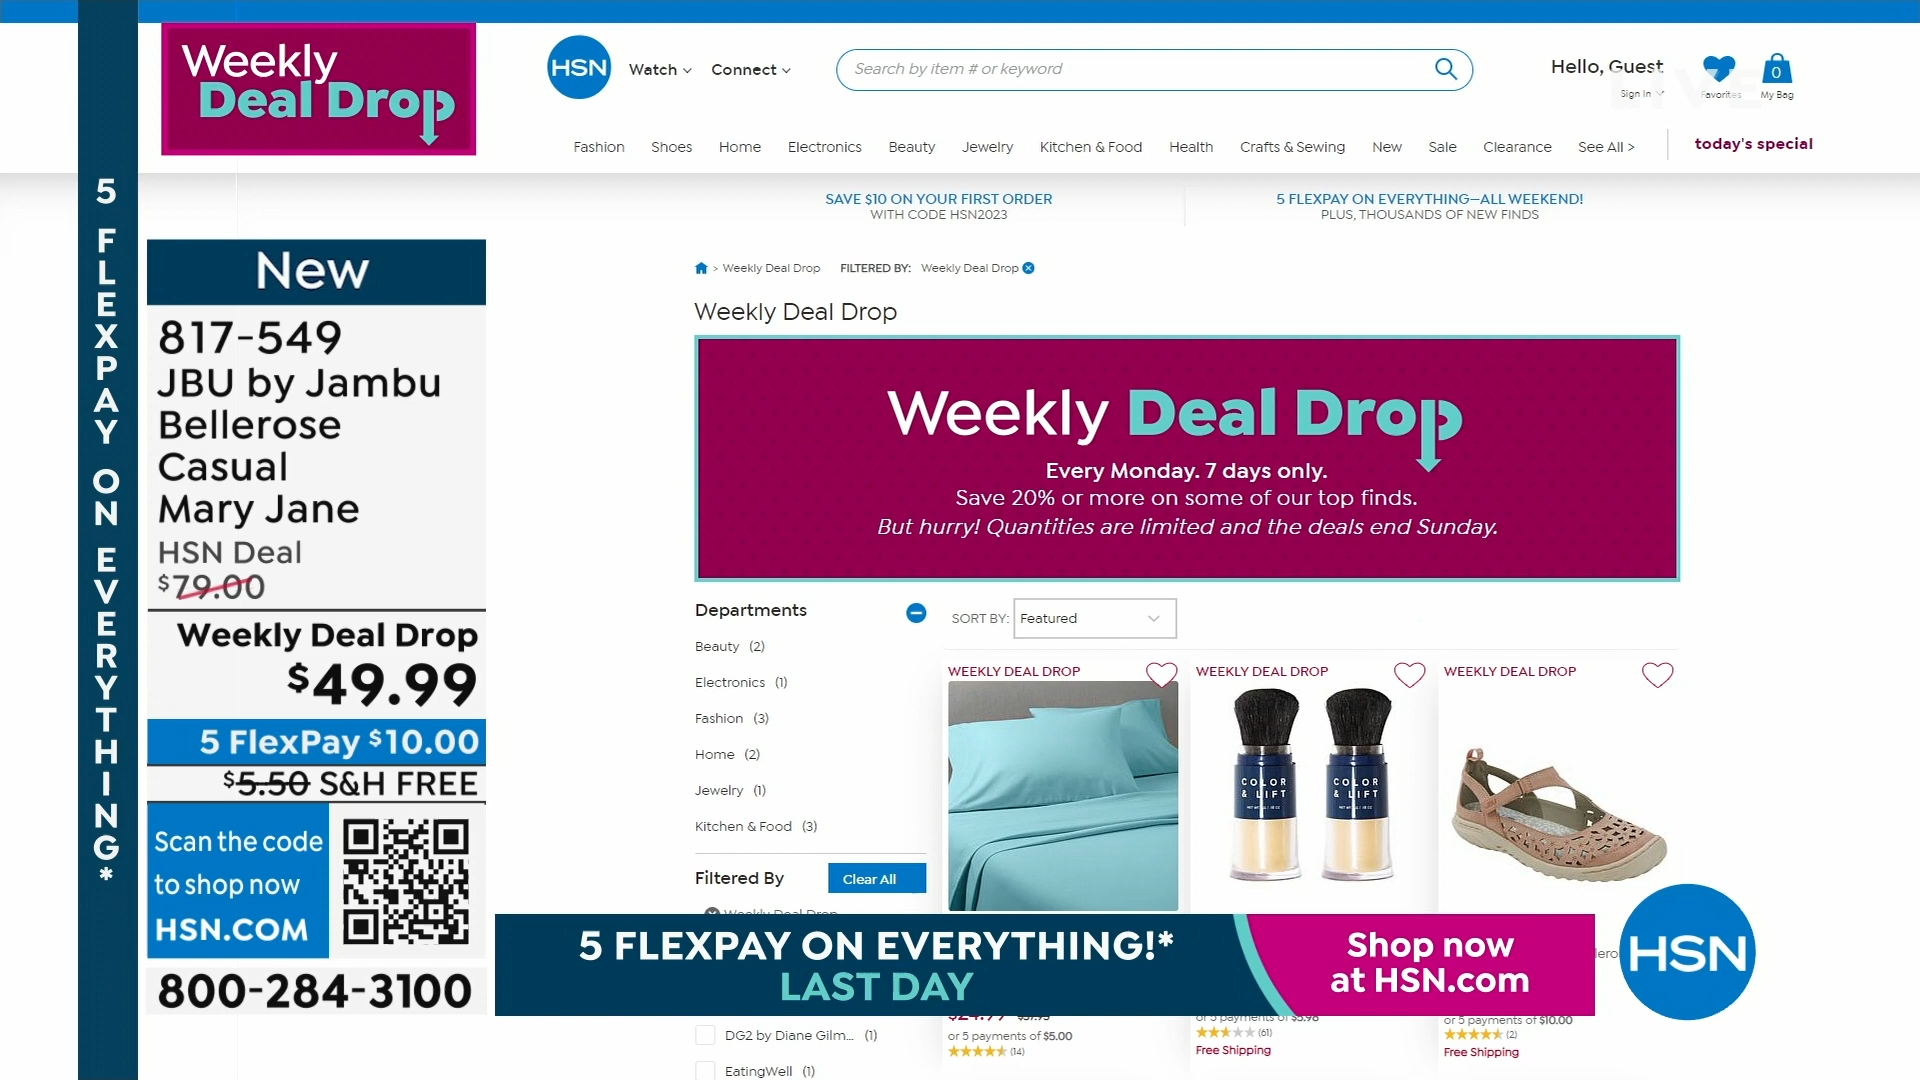 Weekly
Deal Drop
HSN
Watch
Connect
Search by item # or keyword
Hello, Guest
Sign In
Favorites
0
My Bag
LIVE
Fashion
Shoes
Home
Electronics
Beauty
Jewelry
Kitchen & Food
Health
Crafts & Sewing
New
Sale
Clearance
See All >
today's special
5 FLEXPAY ON EVERYTHING*
SAVE $10 ON YOUR FIRST ORDER
WITH CODE HSN2023
5 FLEXPAY ON EVERYTHING—ALL WEEKEND!
PLUS, THOUSANDS OF NEW FINDS
New
817-549
JBU by Jambu
Bellerose
Casual
Mary Jane
HSN Deal
$79.00
Weekly Deal Drop
$49.99
5 FlexPay $10.00
$5.50 S&H FREE
Scan the code
to shop now
HSN.COM
800-284-3100
> Weekly Deal Drop
FILTERED BY: Weekly Deal Drop
Weekly Deal Drop
Weekly Deal Drop
Every Monday. 7 days only.
Save 20% or more on some of our top finds.
But hurry! Quantities are limited and the deals end Sunday.
Departments
Beauty (2)
Electronics (1)
Fashion (3)
Home (2)
Jewelry (1)
Kitchen & Food (3)
Filtered By
Clear All
Weekly Deal Drop
DG2 by Diane Gilm... (1)
EatingWell (1)
SORT BY: Featured
WEEKLY DEAL DROP
WEEKLY DEAL DROP
WEEKLY DEAL DROP
COLOR
& LIFT
COLOR
& LIFT
5 FLEXPAY ON EVERYTHING!*
LAST DAY
Shop now
at HSN.com
HSN
or 5 payments of $5.00
(14)
or 5 payments of $5.98
(61)
Free Shipping
or 5 payments of $10.00
(2)
Free Shipping